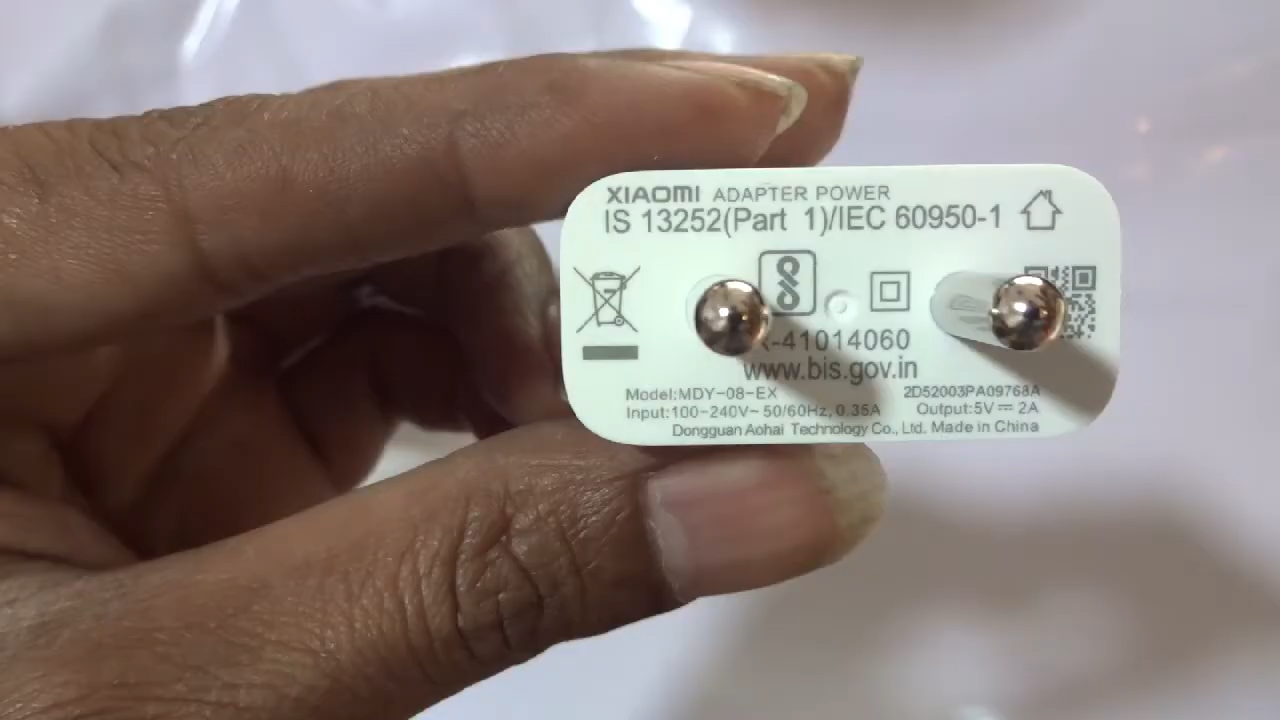 XIAOMI ADAPTER POWER
IS 13252(Part 1)/IEC 60950-1
-41014060
www.bis.gov.in
Model:MDY-08-EX 2D52003PA09768A
Input:100-240V~50/60Hz, 0.35A Output:5V⎓2A
Dongguan Aohai Technology Co., Ltd. Made in China